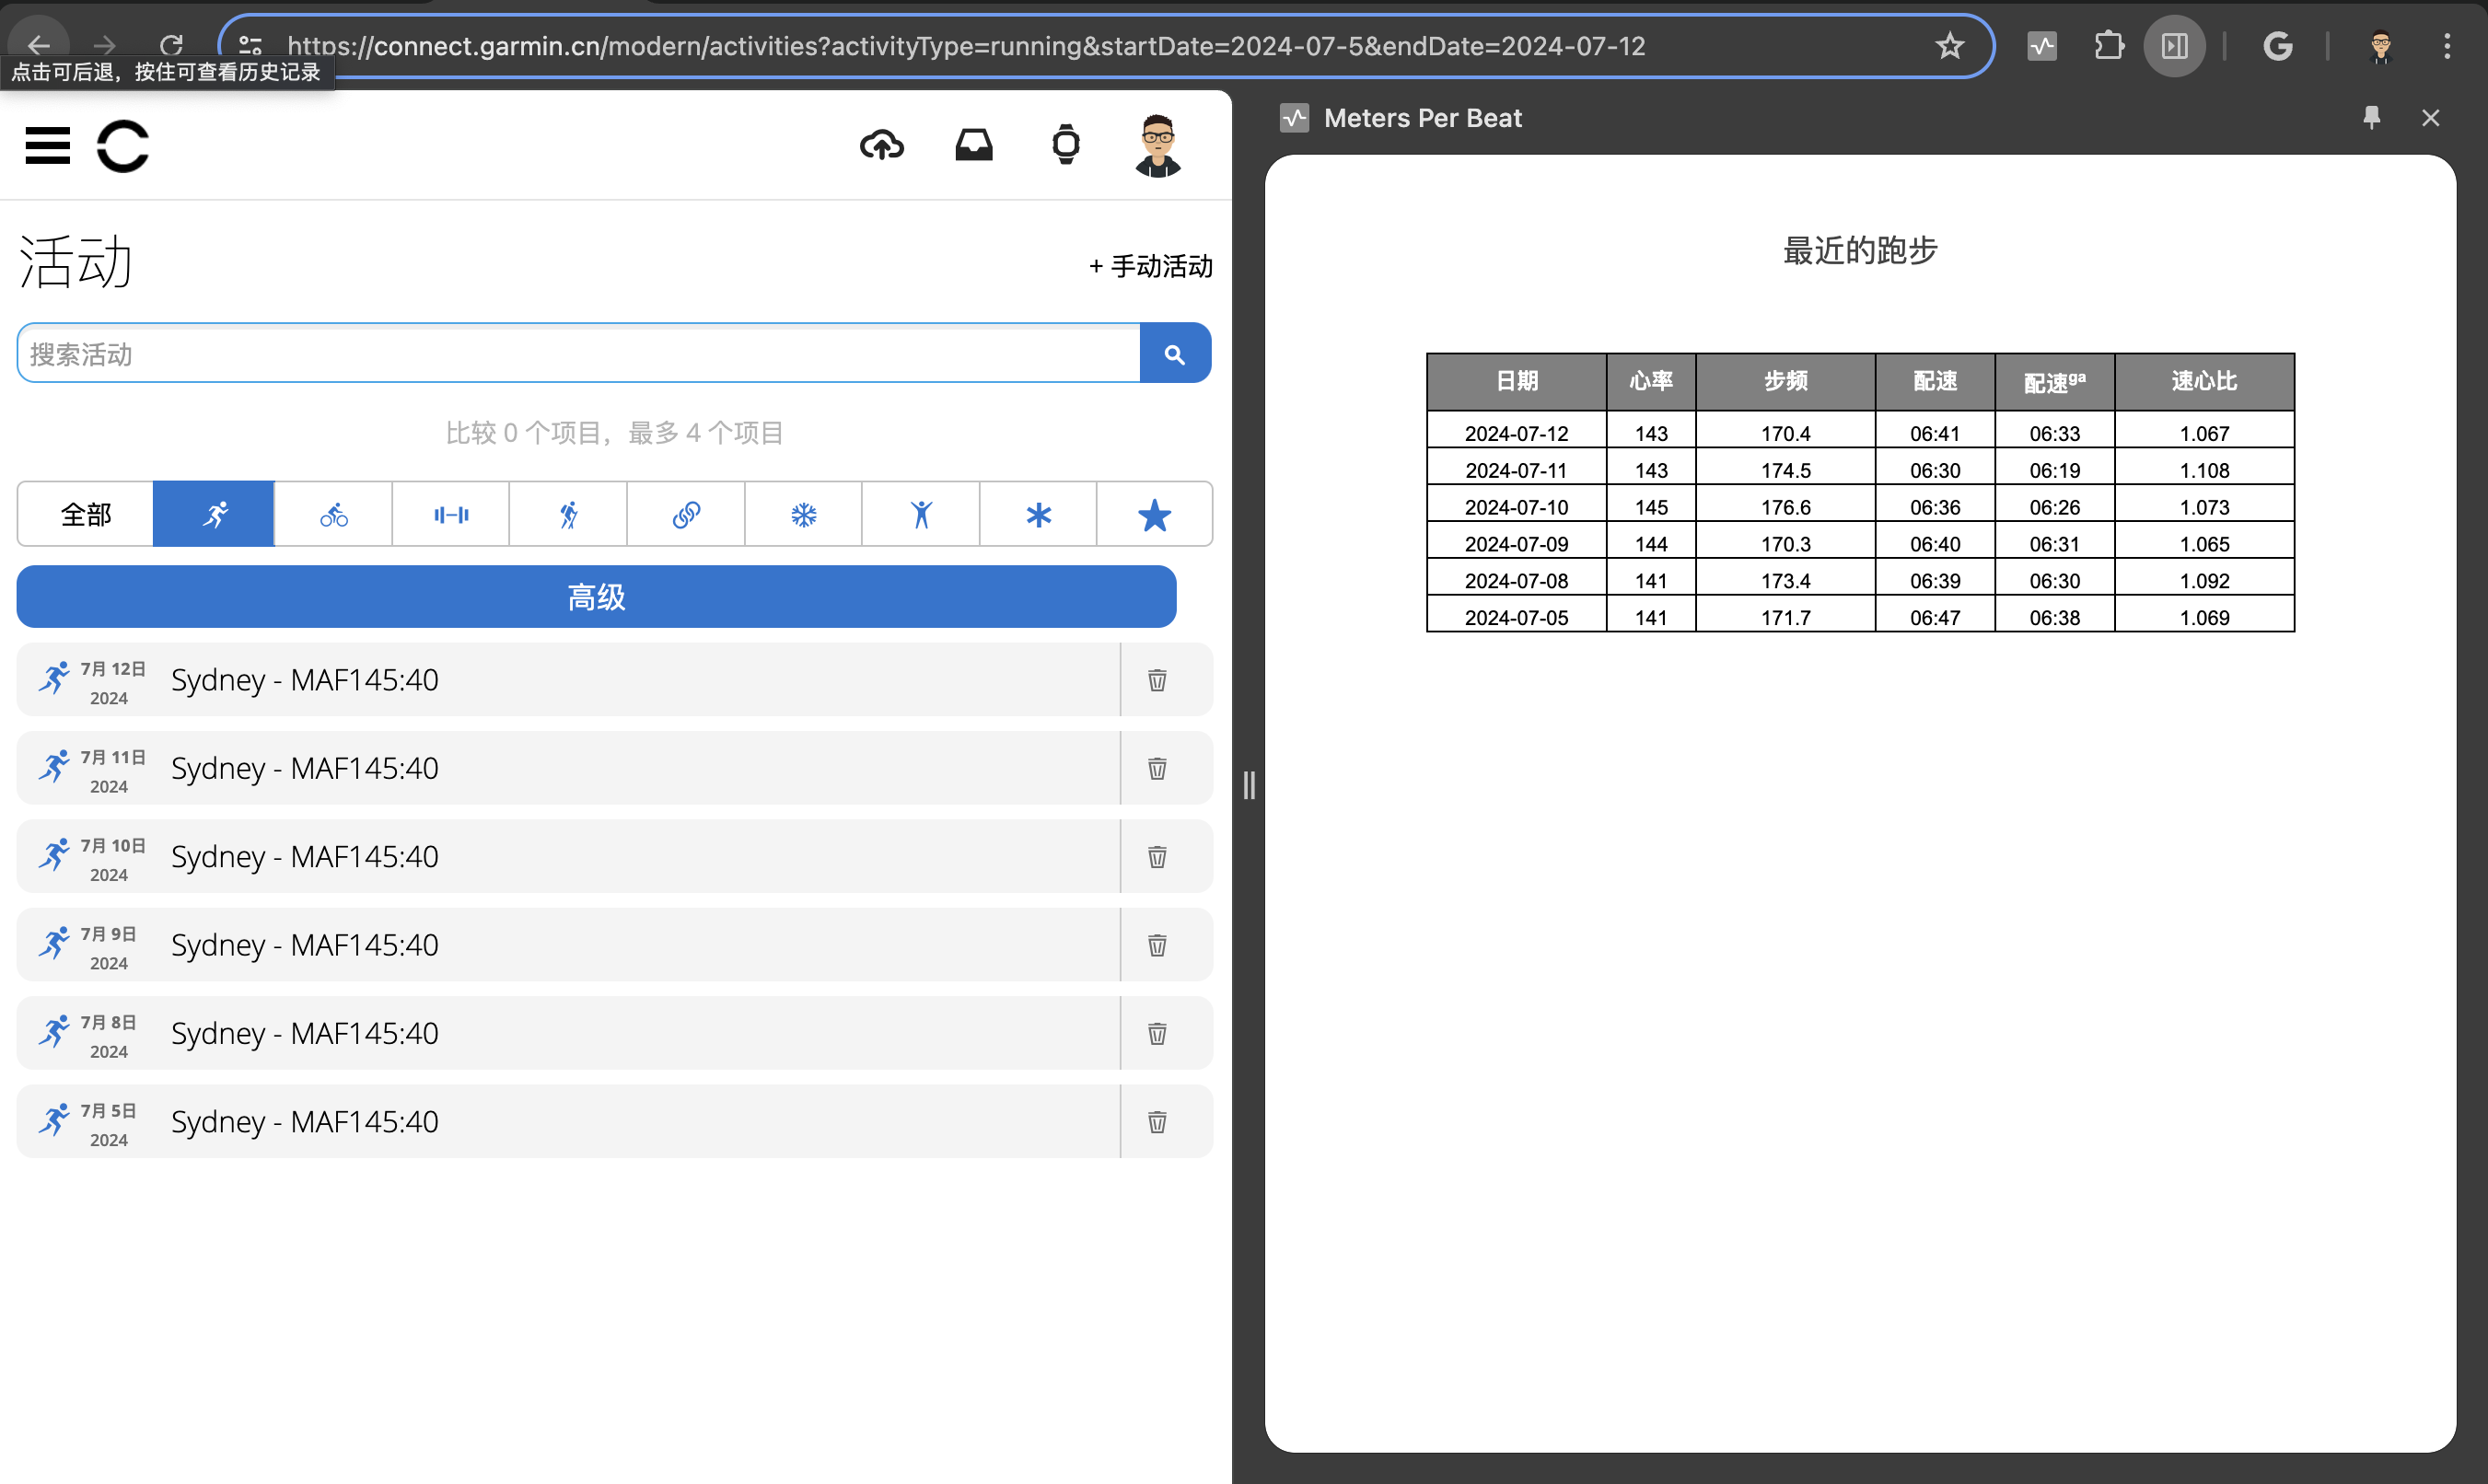 https://connect.garmin.cn/modern/activities?activityType=running&startDate=2024-07-5&endDate=2024-07-12
点击可后退，按住可查看历史记录
Meters Per Beat
活动
+ 手动活动
搜索活动
比较 0 个项目，最多 4 个项目
全部
高级
7月 12日
2024
Sydney - MAF145:40
7月 11日
2024
Sydney - MAF145:40
7月 10日
2024
Sydney - MAF145:40
7月 9日
2024
Sydney - MAF145:40
7月 8日
2024
Sydney - MAF145:40
7月 5日
2024
Sydney - MAF145:40
最近的跑步
日期 心率 步频 配速 配速ga 速心比
2024-07-12 143 170.4 06:41 06:33 1.067
2024-07-11 143 174.5 06:30 06:19 1.108
2024-07-10 145 176.6 06:36 06:26 1.073
2024-07-09 144 170.3 06:40 06:31 1.065
2024-07-08 141 173.4 06:39 06:30 1.092
2024-07-05 141 171.7 06:47 06:38 1.069